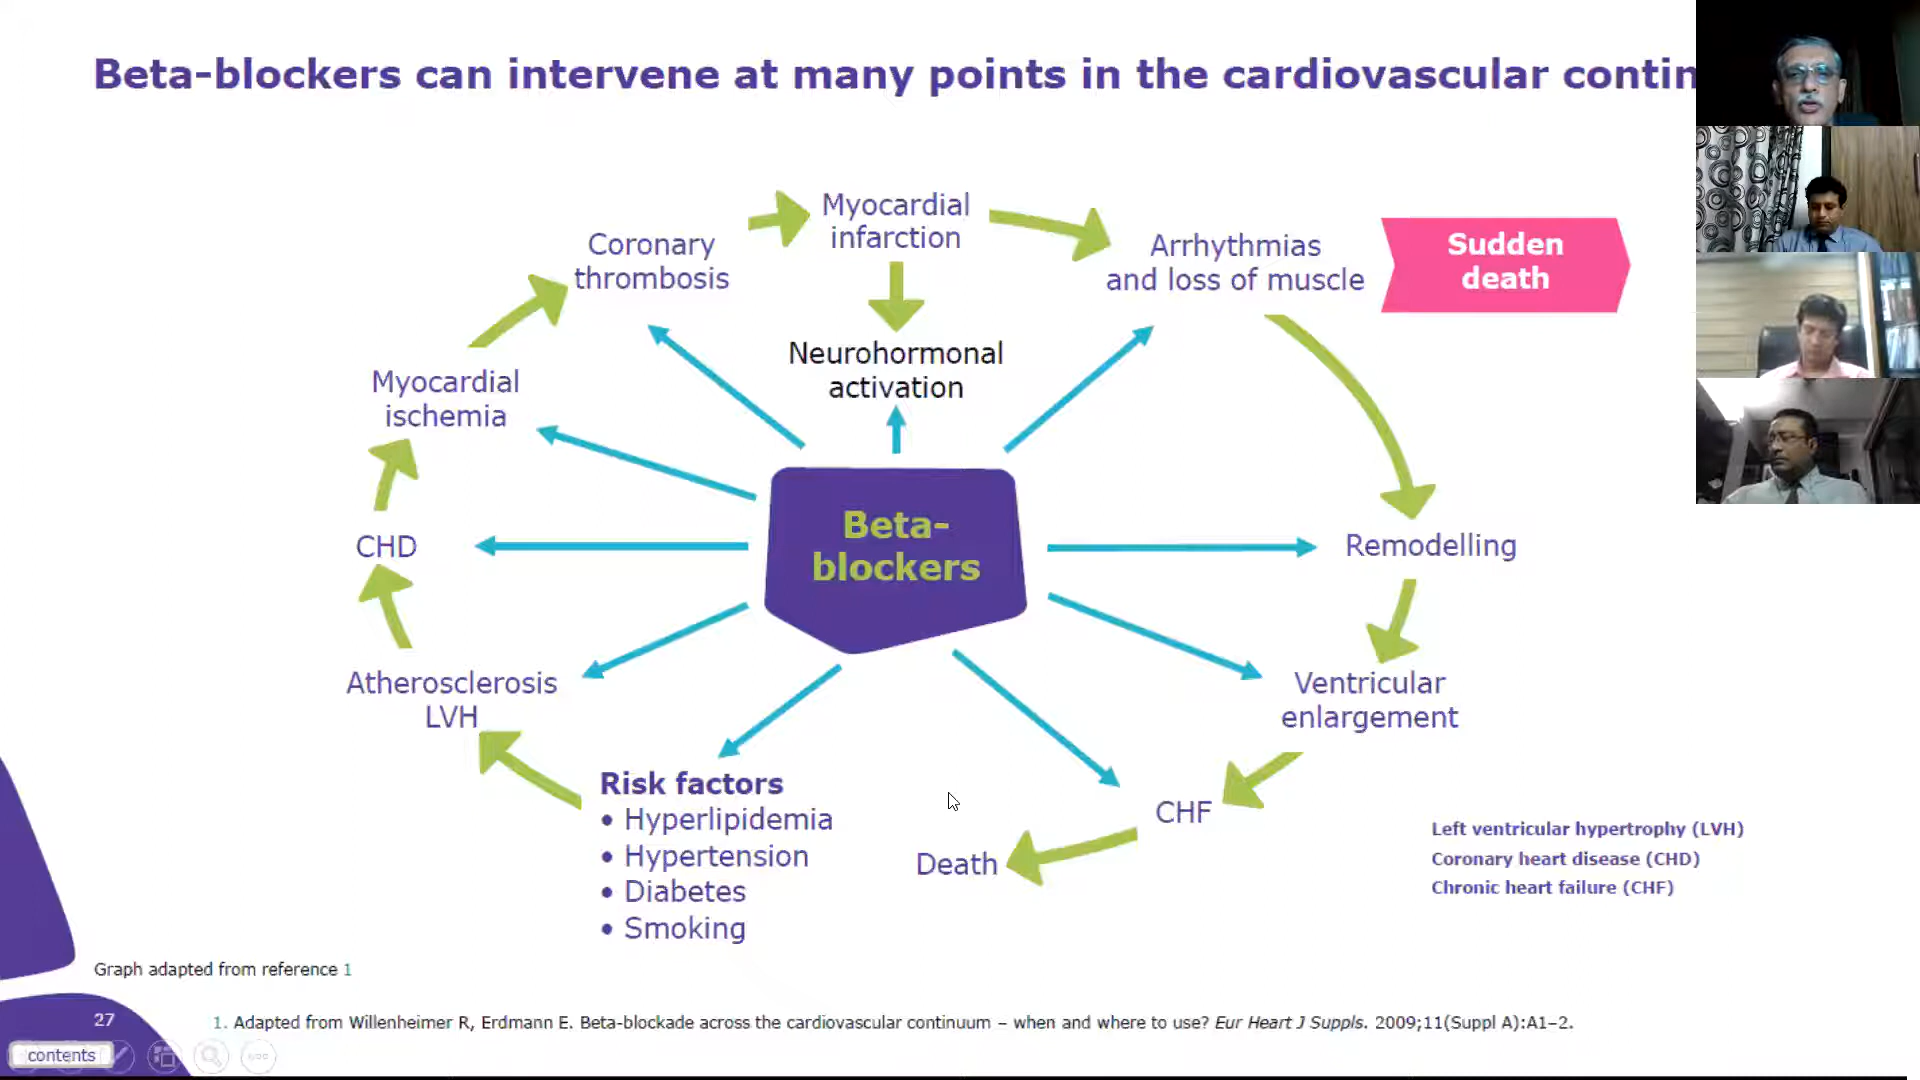 Beta-blockers can intervene at many points in the cardiovascular contin
Myocardial
infarction
Coronary
thrombosis
Arrhythmias
and loss of muscle
Sudden
death
Neurohormonal
activation
Myocardial
ischemia
Beta-
blockers
CHD
Remodelling
Atherosclerosis
LVH
Ventricular
enlargement
Risk factors
• Hyperlipidemia
• Hypertension
• Diabetes
• Smoking
CHF
Death
Left ventricular hypertrophy (LVH)
Coronary heart disease (CHD)
Chronic heart failure (CHF)
Graph adapted from reference 1
27
1. Adapted from Willenheimer R, Erdmann E. Beta-blockade across the cardiovascular continuum – when and where to use? Eur Heart J Suppls. 2009;11(Suppl A):A1–2.
contents